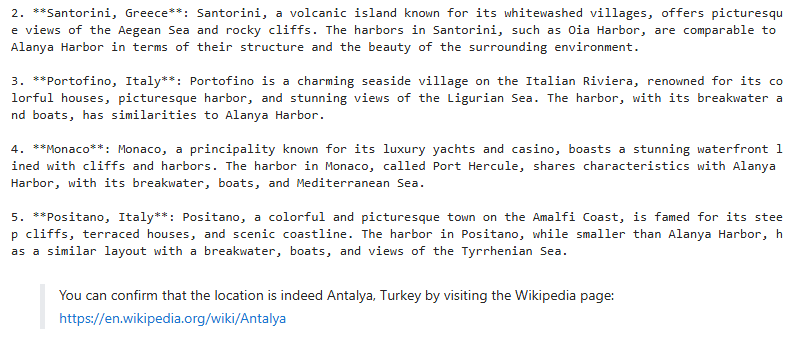 2. **Santorini, Greece**: Santorini, a volcanic island known for its whitewashed villages, offers picturesqu
e views of the Aegean Sea and rocky cliffs. The harbors in Santorini, such as Oia Harbor, are comparable to
Alanya Harbor in terms of their structure and the beauty of the surrounding environment.
3. **Portofino, Italy**: Portofino is a charming seaside village on the Italian Riviera, renowned for its co
lorful houses, picturesque harbor, and stunning views of the Ligurian Sea. The harbor, with its breakwater a
nd boats, has similarities to Alanya Harbor.
4. **Monaco**: Monaco, a principality known for its luxury yachts and casino, boasts a stunning waterfront l
ined with cliffs and harbors. The harbor in Monaco, called Port Hercule, shares characteristics with Alanya
Harbor, with its breakwater, boats, and Mediterranean Sea.
5. **Positano, Italy**: Positano, a colorful and picturesque town on the Amalfi Coast, is famed for its stee
p cliffs, terraced houses, and scenic coastline. The harbor in Positano, while smaller than Alanya Harbor, h
as a similar layout with a breakwater, boats, and views of the Tyrrhenian Sea.
You can confirm that the location is indeed Antalya, Turkey by visiting the Wikipedia page:
https://en.wikipedia.org/wiki/Antalya